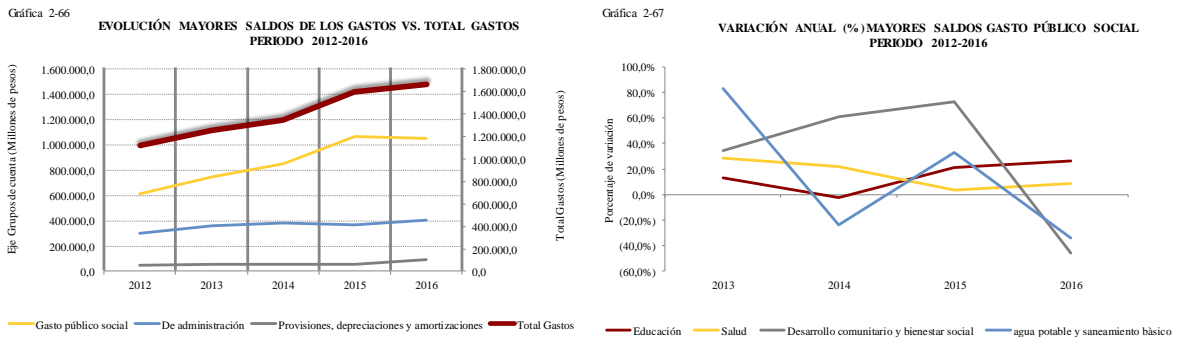 Gráfica 2-66
EVOLUCIÓN MAYORES SALDOS DE LOS GASTOS VS. TOTAL GASTOS
PERIODO 2012-2016
Eje Grupos de cuenta (Millones de pesos)
1.600.000,0
1.400.000,0
1.200.000,0
1.000.000,0
800.000,0
600.000,0
400.000,0
200.000,0
0,0
1.800.000,0
1.600.000,0
1.400.000,0
1.200.000,0
1.000.000,0
800.000,0
600.000,0
400.000,0
200.000,0
0,0
Total Gastos (Millones de pesos)
2012 2013 2014 2015 2016
Gasto público social De administración Provisiones, depreciaciones y amortizaciones Total Gastos
Gráfica 2-67
VARIACIÓN ANUAL (%) MAYORES SALDOS GASTO PÚBLICO SOCIAL
PERIODO 2012-2016
Porcentaje de variación
100,0%
80,0%
60,0%
40,0%
20,0%
0,0%
(20,0%)
(40,0%)
(60,0%)
2013 2014 2015 2016
Educación Salud Desarrollo comunitario y bienestar social agua potable y saneamiento bàsico